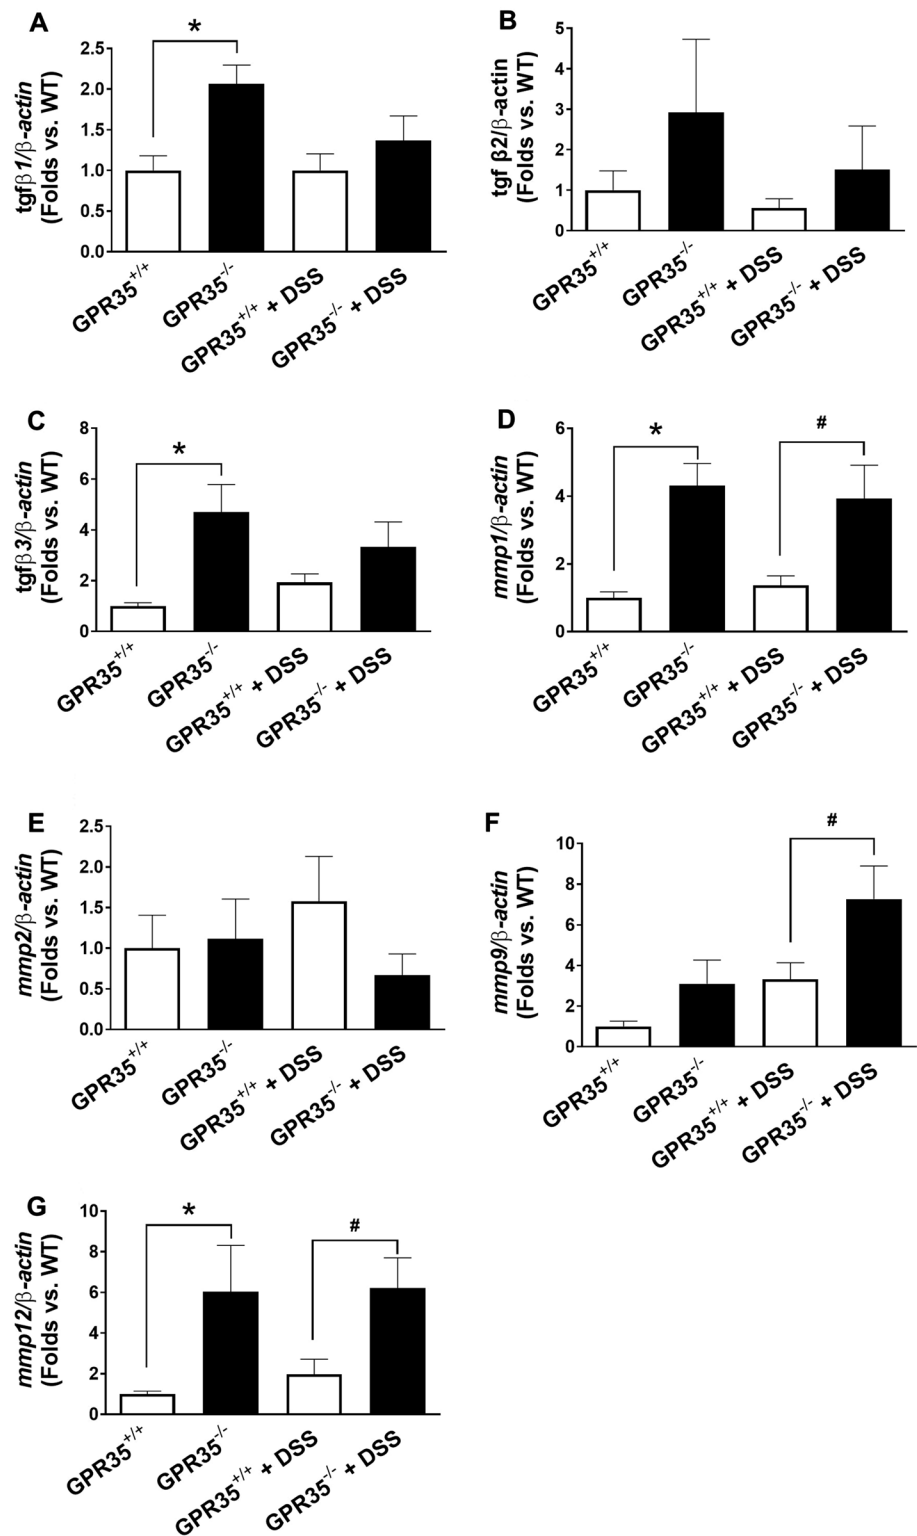 A
*
tgfβ1/β-actin
(Folds vs. WT)
2.5
2.0
1.5
1.0
0.5
0.0
GPR35+/+
GPR35-/-
GPR35+/+ + DSS
GPR35-/- + DSS
B
tgf β2/β-actin
(Folds vs. WT)
5
4
3
2
1
0
GPR35+/+
GPR35-/-
GPR35+/+ + DSS
GPR35-/- + DSS
C
*
tgfβ3/β-actin
(Folds vs. WT)
8
6
4
2
0
GPR35+/+
GPR35-/-
GPR35+/+ + DSS
GPR35-/- + DSS
D
*
#
mmp1/β-actin
(Folds vs. WT)
6
4
2
0
GPR35+/+
GPR35-/-
GPR35+/+ + DSS
GPR35-/- + DSS
E
mmp2/β-actin
(Folds vs. WT)
2.5
2.0
1.5
1.0
0.5
0.0
GPR35+/+
GPR35-/-
GPR35+/+ + DSS
GPR35-/- + DSS
F
#
mmp9/β-actin
(Folds vs. WT)
10
8
6
4
2
0
GPR35+/+
GPR35-/-
GPR35+/+ + DSS
GPR35-/- + DSS
G
*
#
mmp12/β-actin
(Folds vs. WT)
10
8
6
4
2
0
GPR35+/+
GPR35-/-
GPR35+/+ + DSS
GPR35-/- + DSS